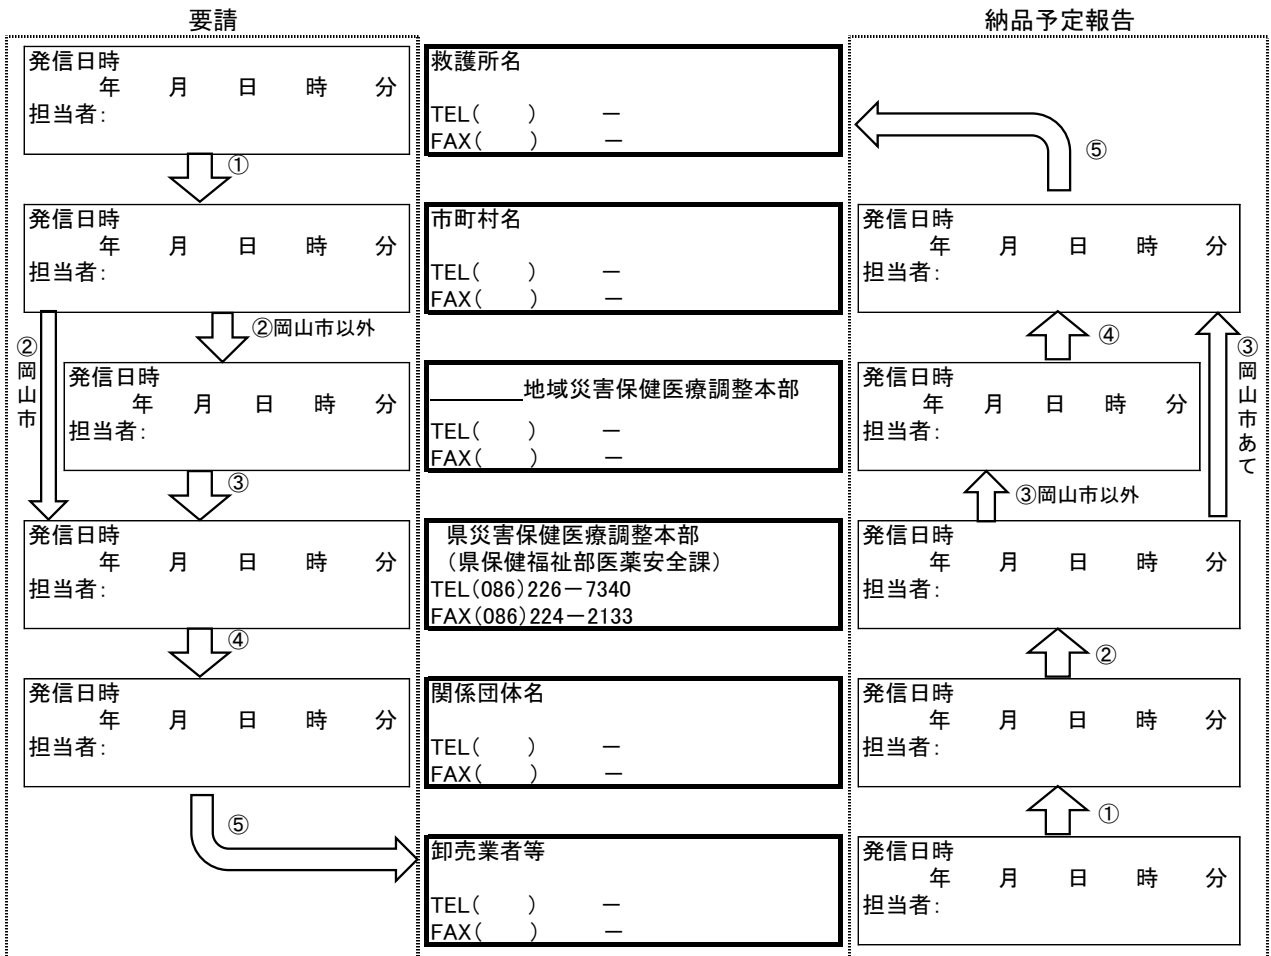 要請
納品予定報告
発信日時
年 月 日 時 分
担当者：
救護所名
TEL( ) ー
FAX( ) ー
⑤
①
発信日時
年 月 日 時 分
担当者：
市町村名
TEL( ) ー
FAX( ) ー
発信日時
年 月 日 時 分
担当者：
②岡山市
②岡山市以外
④
③岡山市あて
発信日時
年 月 日 時 分
担当者：
地域災害保健医療調整本部
TEL( ) ー
FAX( ) ー
発信日時
年 月 日 時 分
担当者：
③
③岡山市以外
発信日時
年 月 日 時 分
担当者：
県災害保健医療調整本部
（県保健福祉部医薬安全課）
TEL(086)226ー7340
FAX(086)224ー2133
発信日時
年 月 日 時 分
担当者：
④
②
発信日時
年 月 日 時 分
担当者：
関係団体名
TEL( ) ー
FAX( ) ー
発信日時
年 月 日 時 分
担当者：
⑤
①
卸売業者等
TEL( ) ー
FAX( ) ー
発信日時
年 月 日 時 分
担当者：